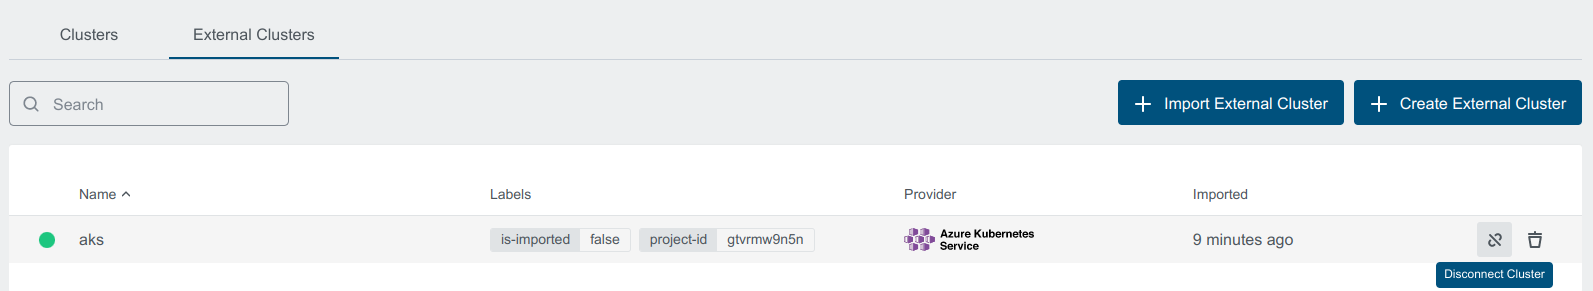 Clusters
External Clusters
Search
Import External Cluster
Create External Cluster
Name
Labels
Provider
Imported
aks
is-imported false
project-id gtvrmw9n5n
Azure Kubernetes
Service
9 minutes ago
Disconnect Cluster